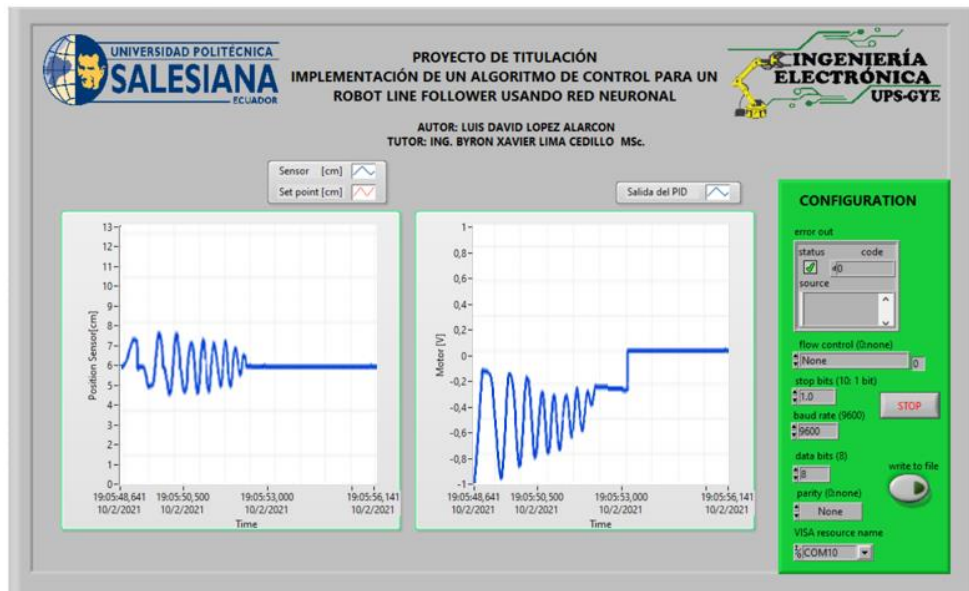 UNIVERSIDAD POLITÉCNICA
SALESIANA
ECUADOR
PROYECTO DE TITULACIÓN
IMPLEMENTACIÓN DE UN ALGORITMO DE CONTROL PARA UN
ROBOT LINE FOLLOWER USANDO RED NEURONAL
AUTOR: LUIS DAVID LOPEZ ALARCON
TUTOR: ING. BYRON XAVIER LIMA CEDILLO MSc.
INGENIERÍA
ELECTRÓNICA
UPS-GYE
Sensor [cm]
Set point [cm]
13
12
11
10
9
8
7
6
5
4
3
2
1
0
Position Sensor[cm]
19:05:48,641 19:05:50,500 19:05:53,000 19:05:56,141
10/2/2021 10/2/2021 10/2/2021 10/2/2021
Time
Salida del PID
1
0,8
0,6
0,4
0,2
0
-0,2
-0,4
-0,6
-0,8
-1
Motor [V]
19:05:48,641 19:05:50,500 19:05:53,000 19:05:56,141
10/2/2021 10/2/2021 10/2/2021 10/2/2021
Time
CONFIGURATION
error out
status code
0
source
flow control (0:none)
None 0
stop bits (10: 1 bit)
1.0
STOP
baud rate (9600)
9600
data bits (8)
8
write to file
parity (0:none)
None
VISA resource name
COM10